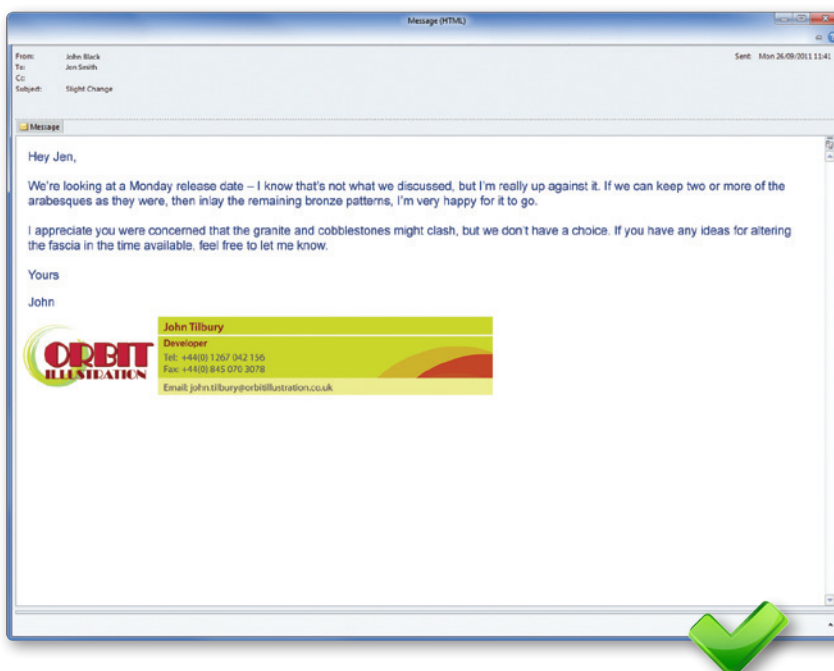 Message (HTML)
From: John Black
Sent: Mon 26/09/2011 11:41
To: Jen Smith
Cc:
Subject: Slight Change
Message
Hey Jen,
We're looking at a Monday release date – I know that's not what we discussed, but I'm really up against it. If we can keep two or more of the
arabesques as they were, then inlay the remaining bronze patterns, I'm very happy for it to go.
I appreciate you were concerned that the granite and cobblestones might clash, but we don't have a choice. If you have any ideas for altering
the fascia in the time available, feel free to let me know.
Yours
John
ORBIT
ILLUSTRATION
John Tilbury
Developer
Tel: +44(0) 1267 042 156
Fax: +44(0) 845 070 3078
Email: john.tilbury@orbitillustration.co.uk